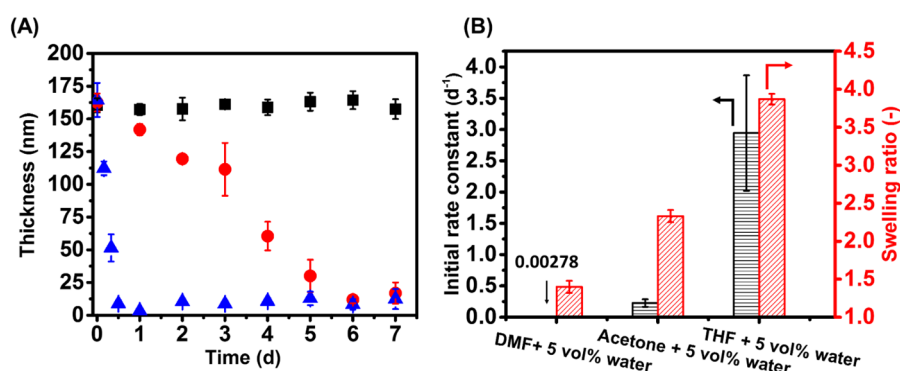 (A)
Thickness (nm)
200
175
150
125
100
75
50
25
0
0 1 2 3 4 5 6 7
Time (d)
(B)
Initial rate constant (d⁻¹)
4.0
3.5
3.0
2.5
2.0
1.5
1.0
0.5
0.0
0.00278
DMF+ 5 vol% water
Acetone + 5 vol% water
THF + 5 vol% water
4.5
4.0
3.5
3.0
2.5
2.0
1.5
1.0
Swelling ratio (-)